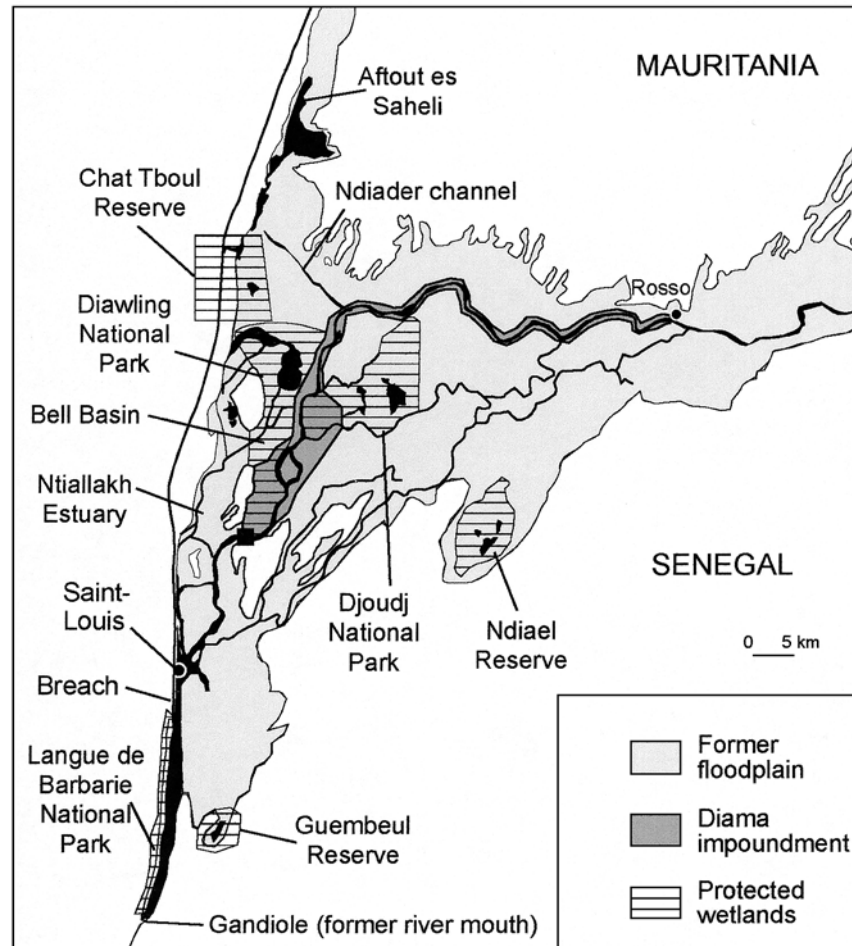 MAURITANIA
Aftout es
Saheli
Chat Tboul
Reserve
Ndiader channel
Rosso
Diawling
National
Park
Bell Basin
Ntiallakh
Estuary
SENEGAL
Djoudj
National
Park
Ndiael
Reserve
Saint-
Louis
0 5 km
Breach
Langue de
Barbarie
National
Park
Guembeul
Reserve
Gandiole (former river mouth)
Former
floodplain
Diama
impoundment
Protected
wetlands